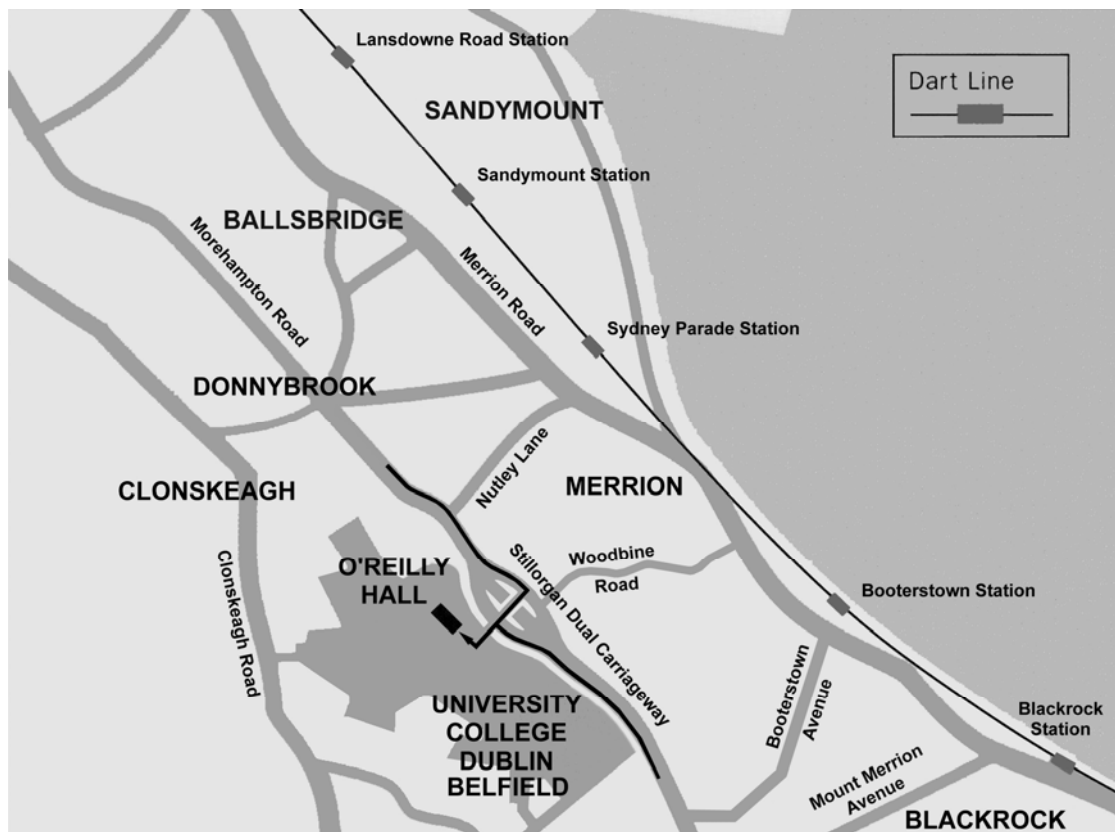 Lansdowne Road Station
Dart Line
SANDYMOUNT
Sandymount Station
BALLSBRIDGE
Morehampton Road
Merrion Road
Sydney Parade Station
DONNYBROOK
CLONSKEAGH
Nutley Lane
MERRION
O'REILLY
HALL
Stillorgan Dual Carriageway
Woodbine
Road
Booterstown Station
Clonskeagh Road
UNIVERSITY
COLLEGE
DUBLIN
BELFIELD
Booterstown
Avenue
Blackrock
Station
Mount Merrion
Avenue
BLACKROCK